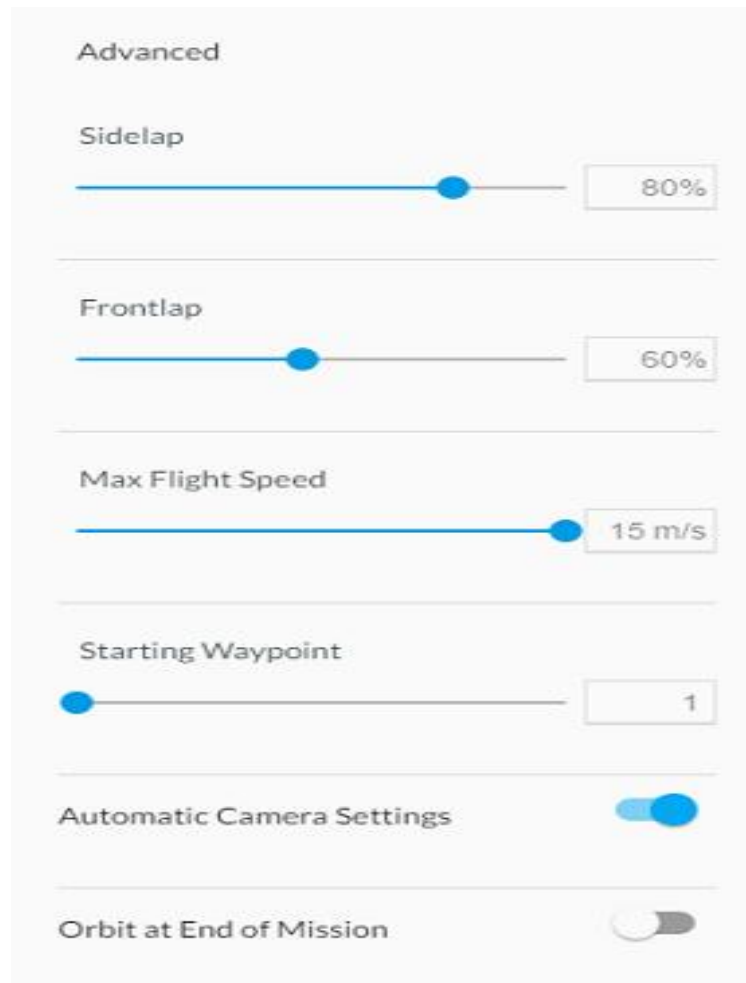 Advanced
Sidelap
80%
Frontlap
60%
Max Flight Speed
15 m/s
Starting Waypoint
1
Automatic Camera Settings
Orbit at End of Mission